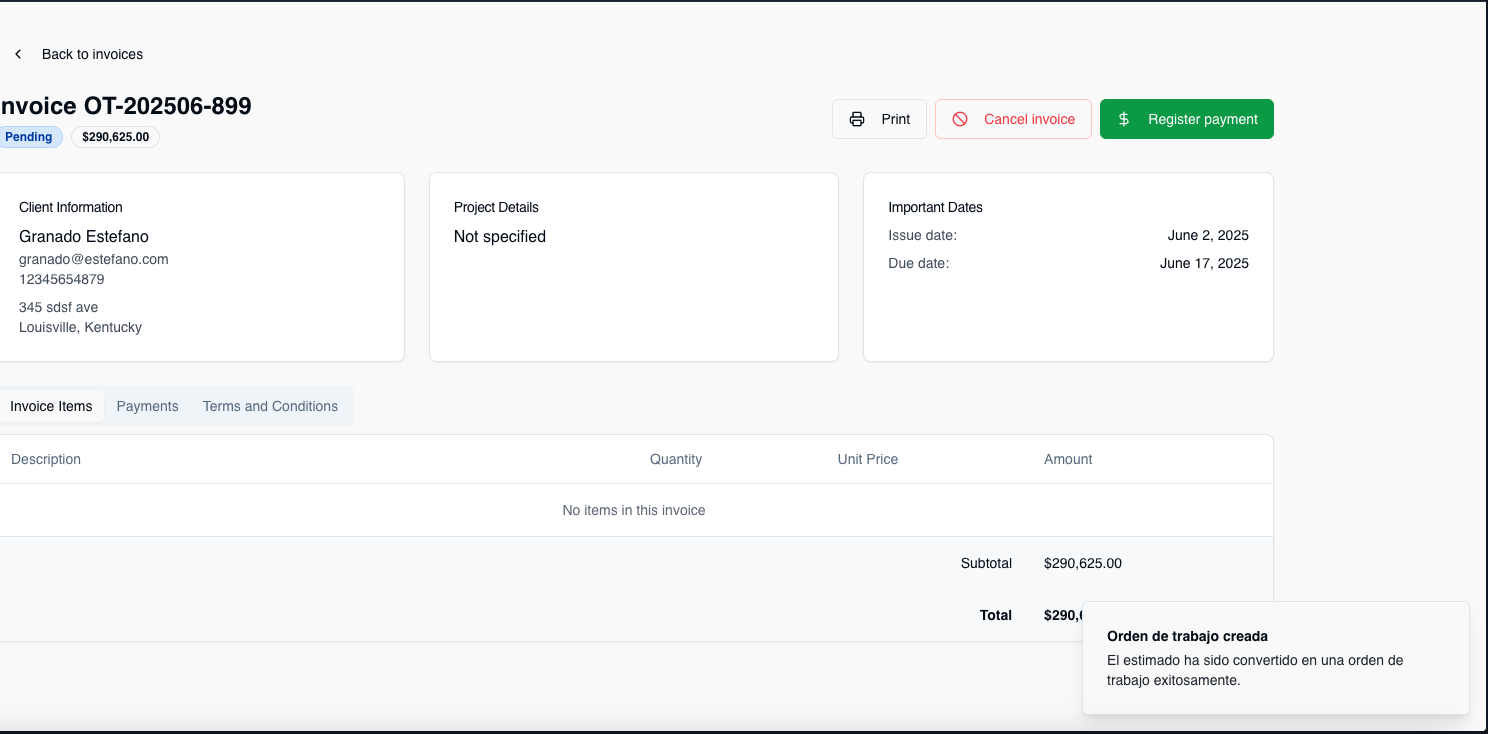 Back to invoices
nvoice OT-202506-899
Pending $290,625.00
Print Cancel invoice Register payment
Client Information
Granado Estefano
granado@estefano.com
12345654879
345 sdsf ave
Louisville, Kentucky
Project Details
Not specified
Important Dates
Issue date: June 2, 2025
Due date: June 17, 2025
Invoice Items Payments Terms and Conditions
Description Quantity Unit Price Amount
No items in this invoice
Subtotal $290,625.00
Total $290,6
Orden de trabajo creada
El estimado ha sido convertido en una orden de
trabajo exitosamente.